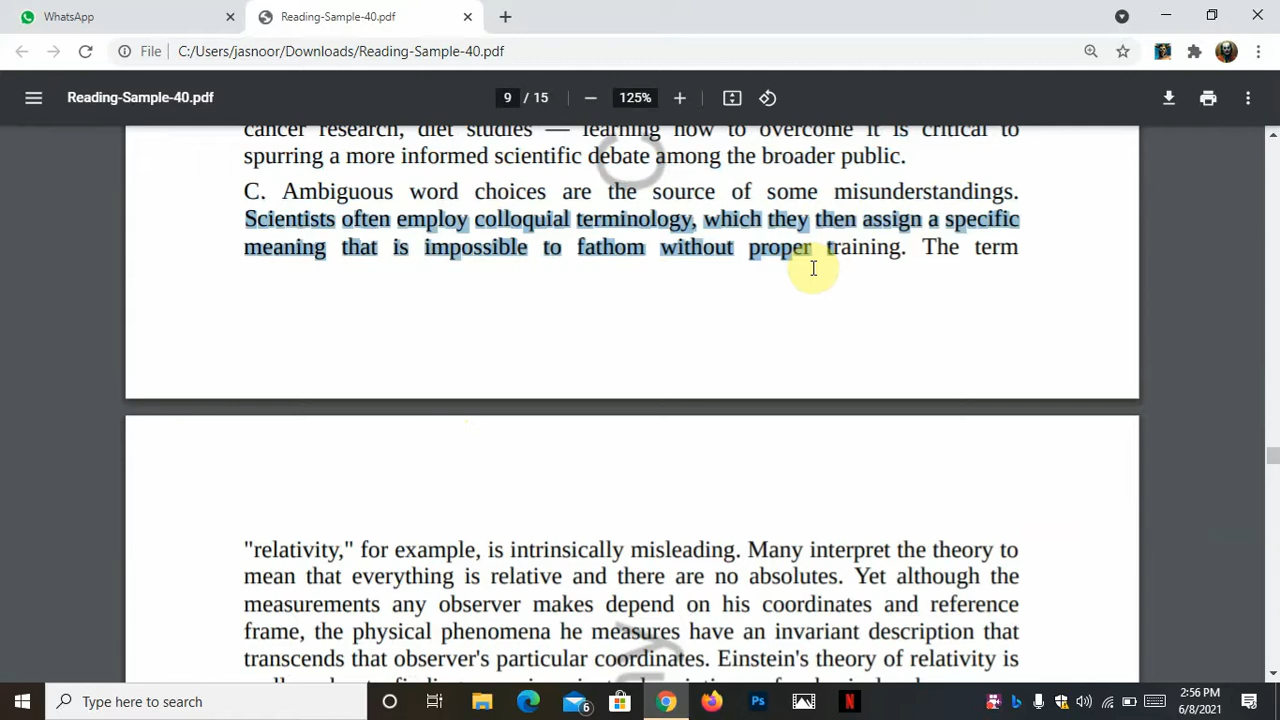 WhatsApp
Reading-Sample-40.pdf
File
C:/Users/jasnoor/Downloads/Reading-Sample-40.pdf
Reading-Sample-40.pdf
9 / 15
125%
cancer research, diet studies — learning how to overcome it is critical to
spurring a more informed scientific debate among the broader public.
C. Ambiguous word choices are the source of some misunderstandings.
Scientists often employ colloquial terminology, which they then assign a specific
meaning that is impossible to fathom without proper training. The term
"relativity," for example, is intrinsically misleading. Many interpret the theory to
mean that everything is relative and there are no absolutes. Yet although the
measurements any observer makes depend on his coordinates and reference
frame, the physical phenomena he measures have an invariant description that
transcends that observer's particular coordinates. Einstein's theory of relativity is
Type here to search
6
Ps
N
2:56 PM
6/8/2021